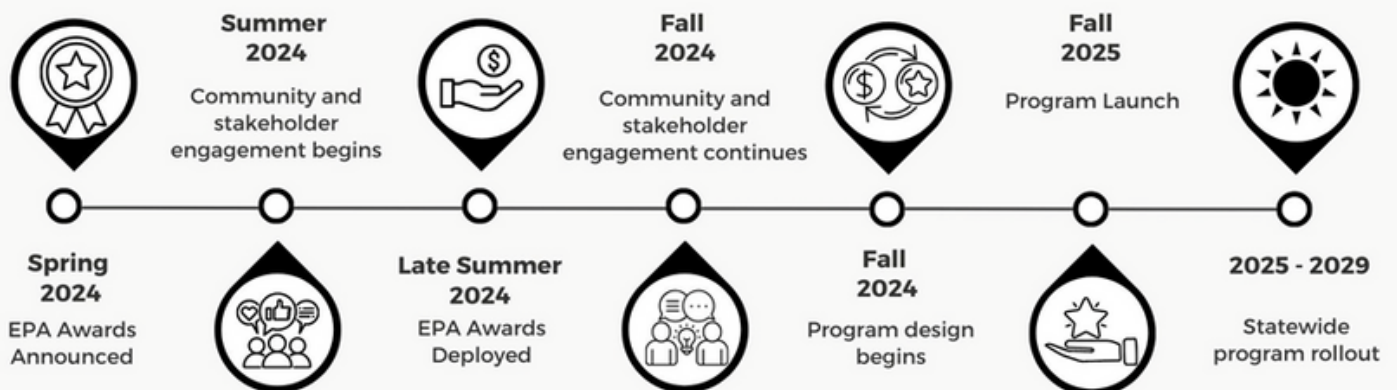 Spring
2024
EPA Awards
Announced
Summer
2024
Community and
stakeholder
engagement begins
Late Summer
2024
EPA Awards
Deployed
Fall
2024
Community and
stakeholder
engagement continues
Fall
2024
Program design
begins
Fall
2025
Program Launch
2025 - 2029
Statewide
program rollout